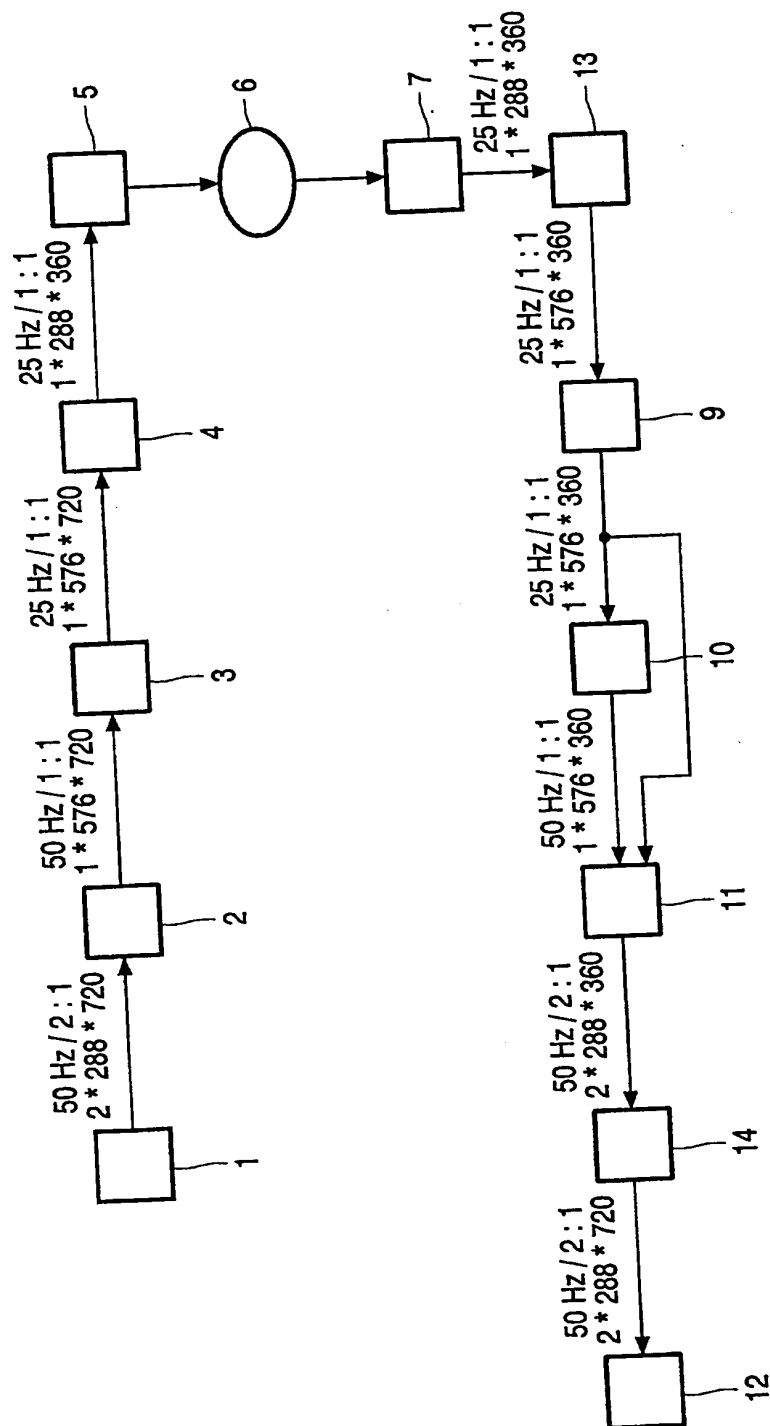 50 Hz / 2 : 1
2 * 288 * 720
50 Hz / 1 : 1
1 * 576 * 720
25 Hz / 1 : 1
1 * 576 * 720
25 Hz / 1 : 1
1 * 288 * 360
1
2
3
4
5
6
7
25 Hz / 1 : 1
1 * 288 * 360
13
50 Hz / 2 : 1
2 * 288 * 720
50 Hz / 2 : 1
2 * 288 * 360
50 Hz / 1 : 1
1 * 576 * 360
25 Hz / 1 : 1
1 * 576 * 360
25 Hz / 1 : 1
1 * 576 * 360
12
14
11
10
9